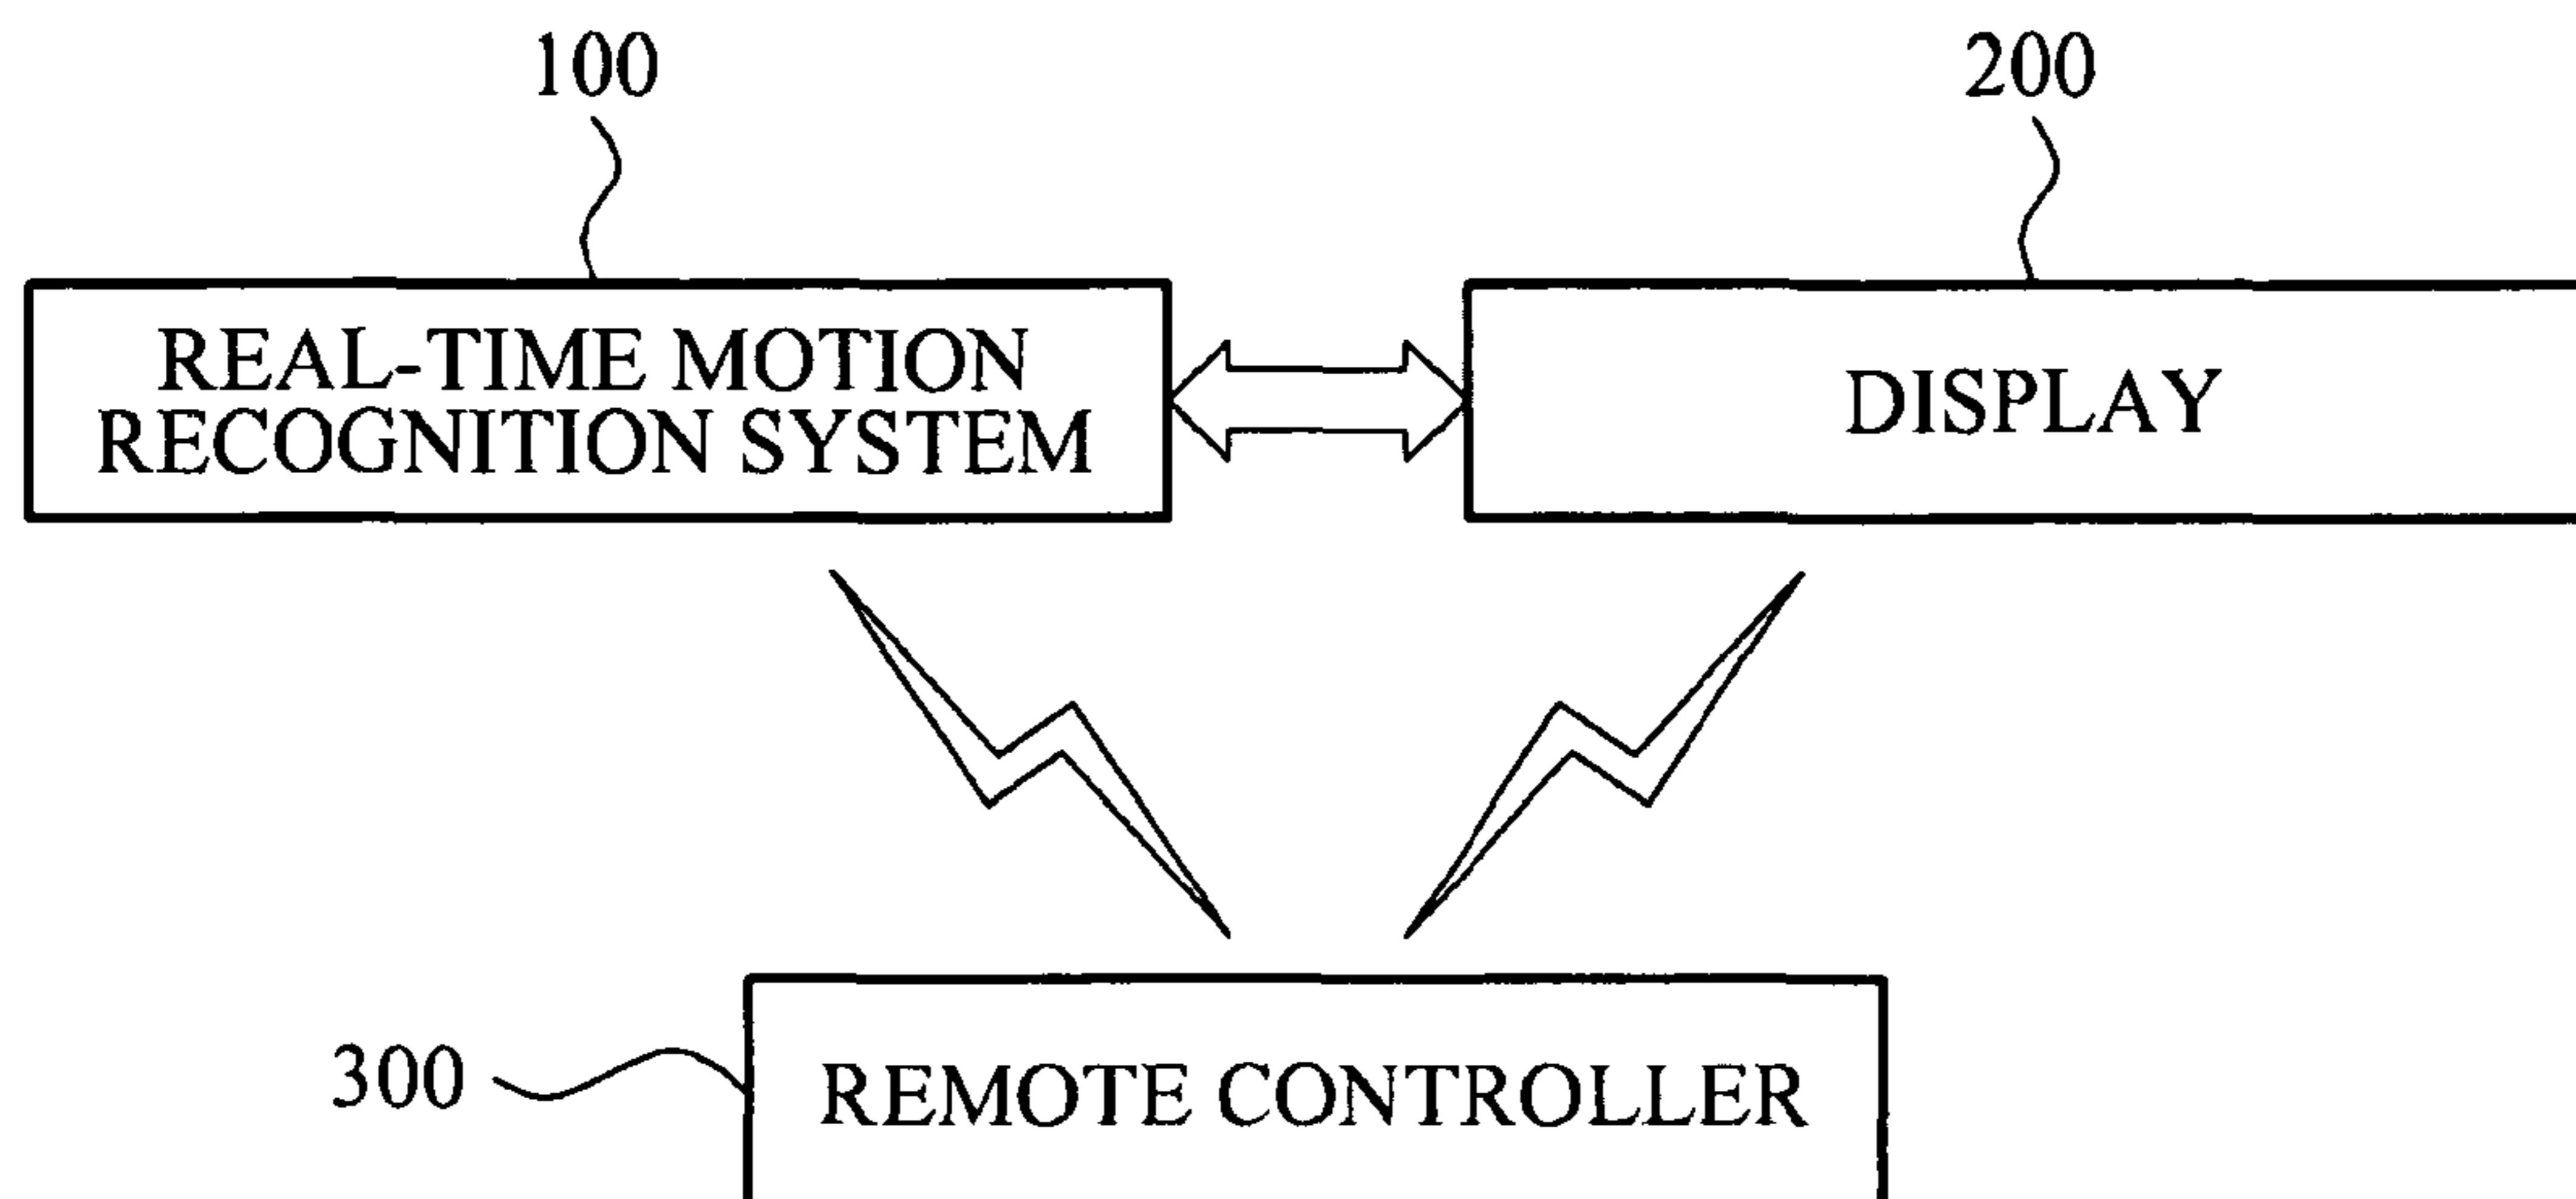 100
200
REAL-TIME MOTION
RECOGNITION SYSTEM
DISPLAY
300
REMOTE CONTROLLER